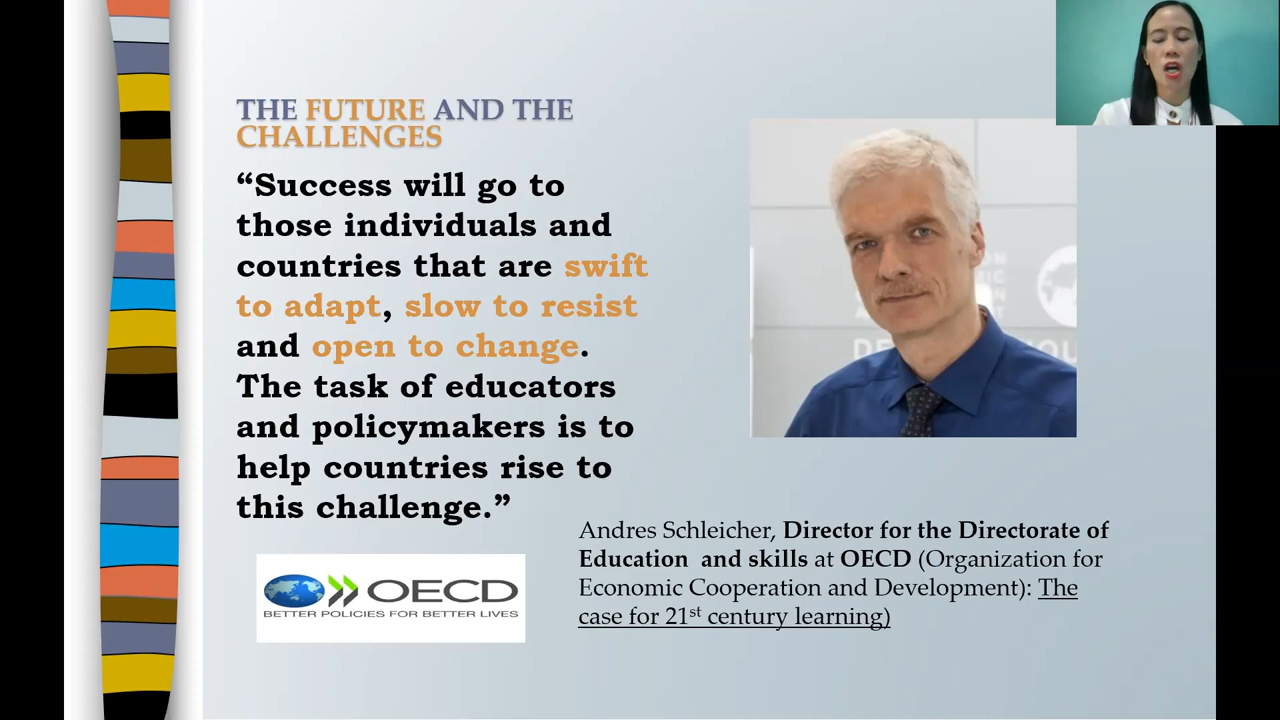 THE FUTURE AND THE
CHALLENGES
“Success will go to
those individuals and
countries that are swift
to adapt, slow to resist
and open to change.
The task of educators
and policymakers is to
help countries rise to
this challenge.”
Andres Schleicher, Director for the Directorate of
Education and skills at OECD (Organization for
Economic Cooperation and Development): The
case for 21st century learning)
OECD
BETTER POLICIES FOR BETTER LIVES